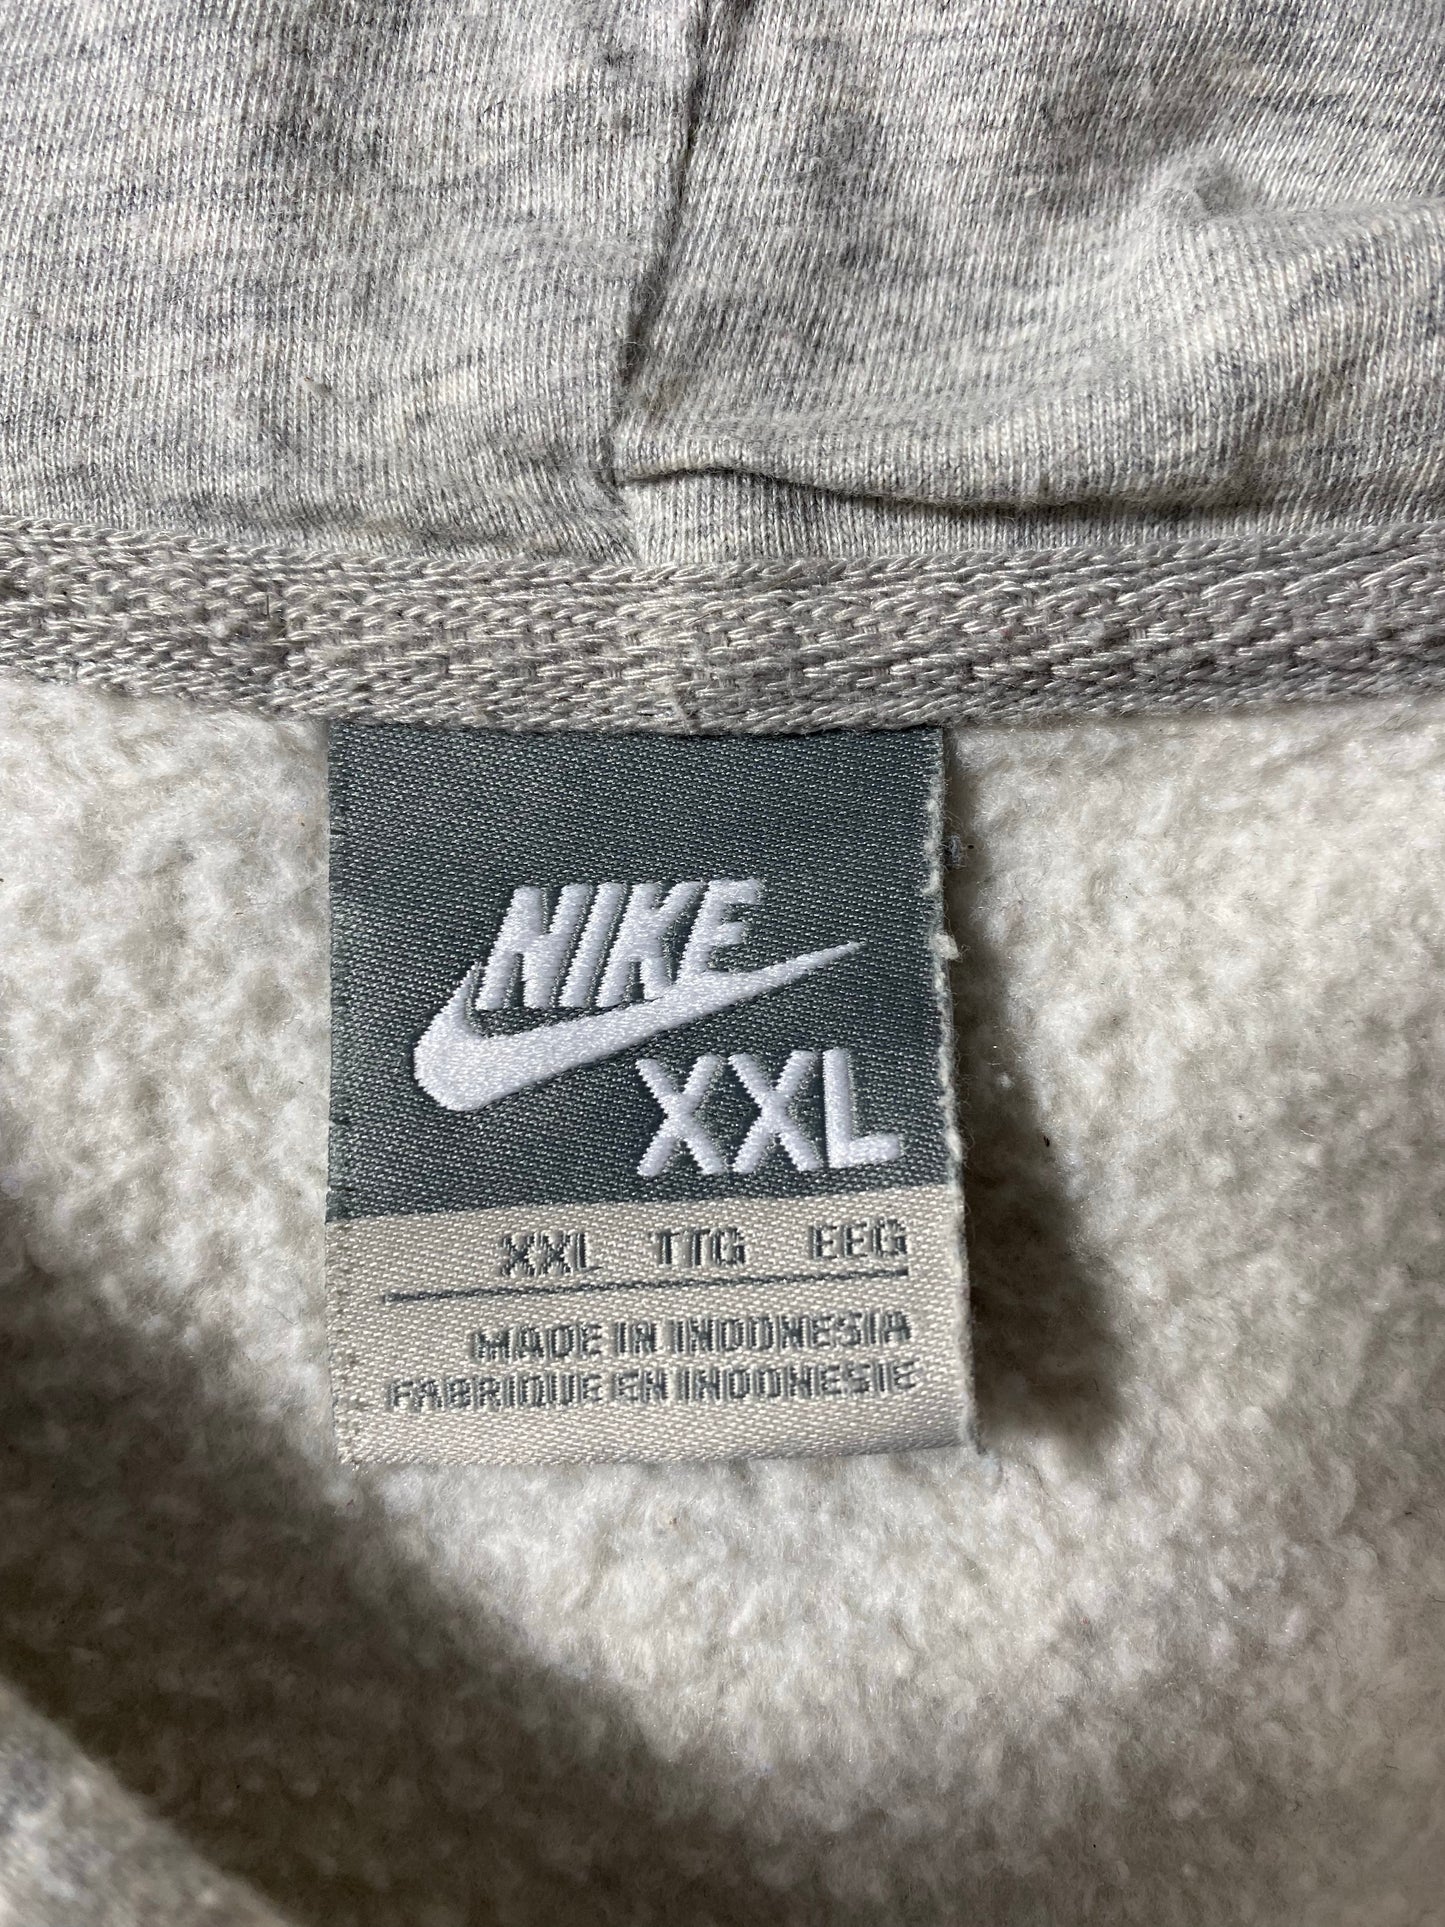 NIKE
XXL
XXL TTG EEG
MADE IN INDONESIA
FABRIQUE EN INDONESIE